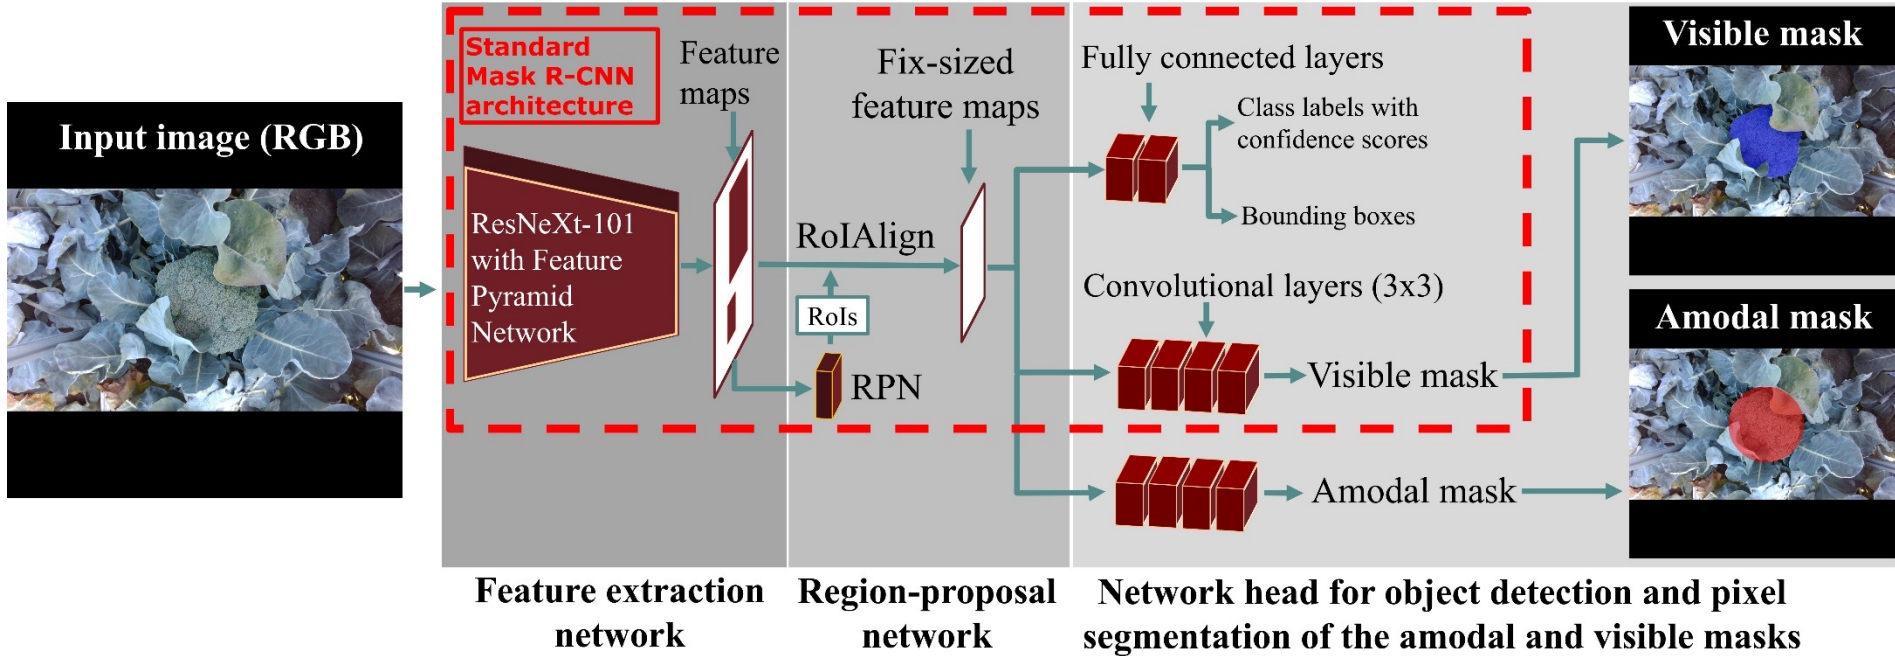 Input image (RGB)
Standard
Mask R-CNN
architecture
Feature
maps
ResNeXt-101
with Feature
Pyramid
Network
Fix-sized
feature maps
RoIAlign
RoIs
RPN
Fully connected layers
Class labels with
confidence scores
Bounding boxes
Convolutional layers (3x3)
Visible mask
Amodal mask
Visible mask
Amodal mask
Feature extraction
network
Region-proposal
network
Network head for object detection and pixel
segmentation of the amodal and visible masks